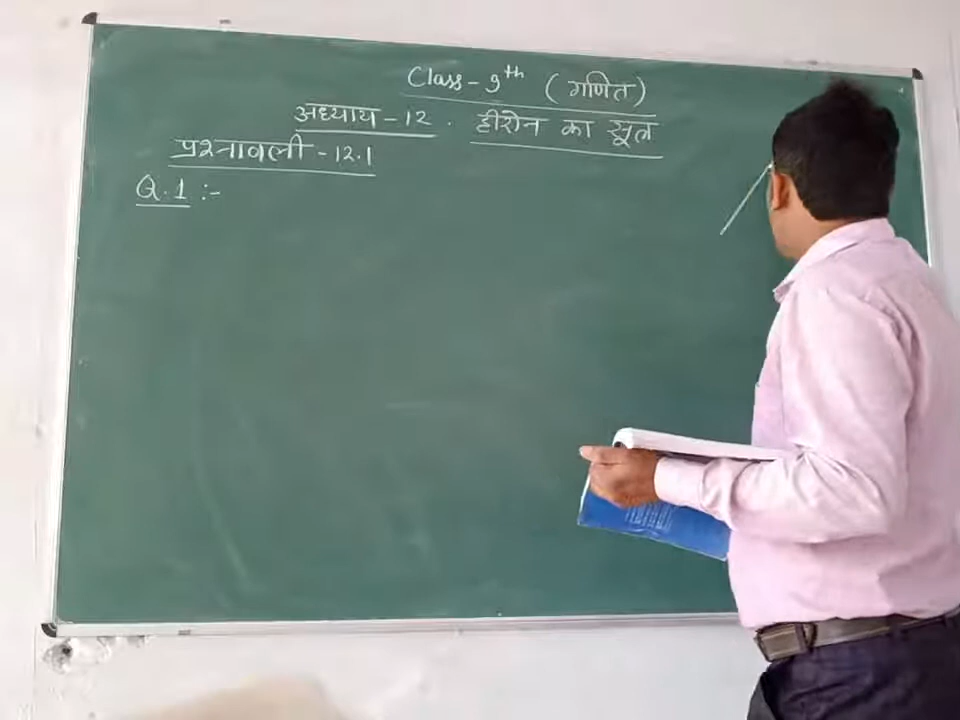 Class - 9th (गणित)
अध्याय - 12 . हीरोन का सूत्र
प्रश्नावली - 12.1
Q.1 :-